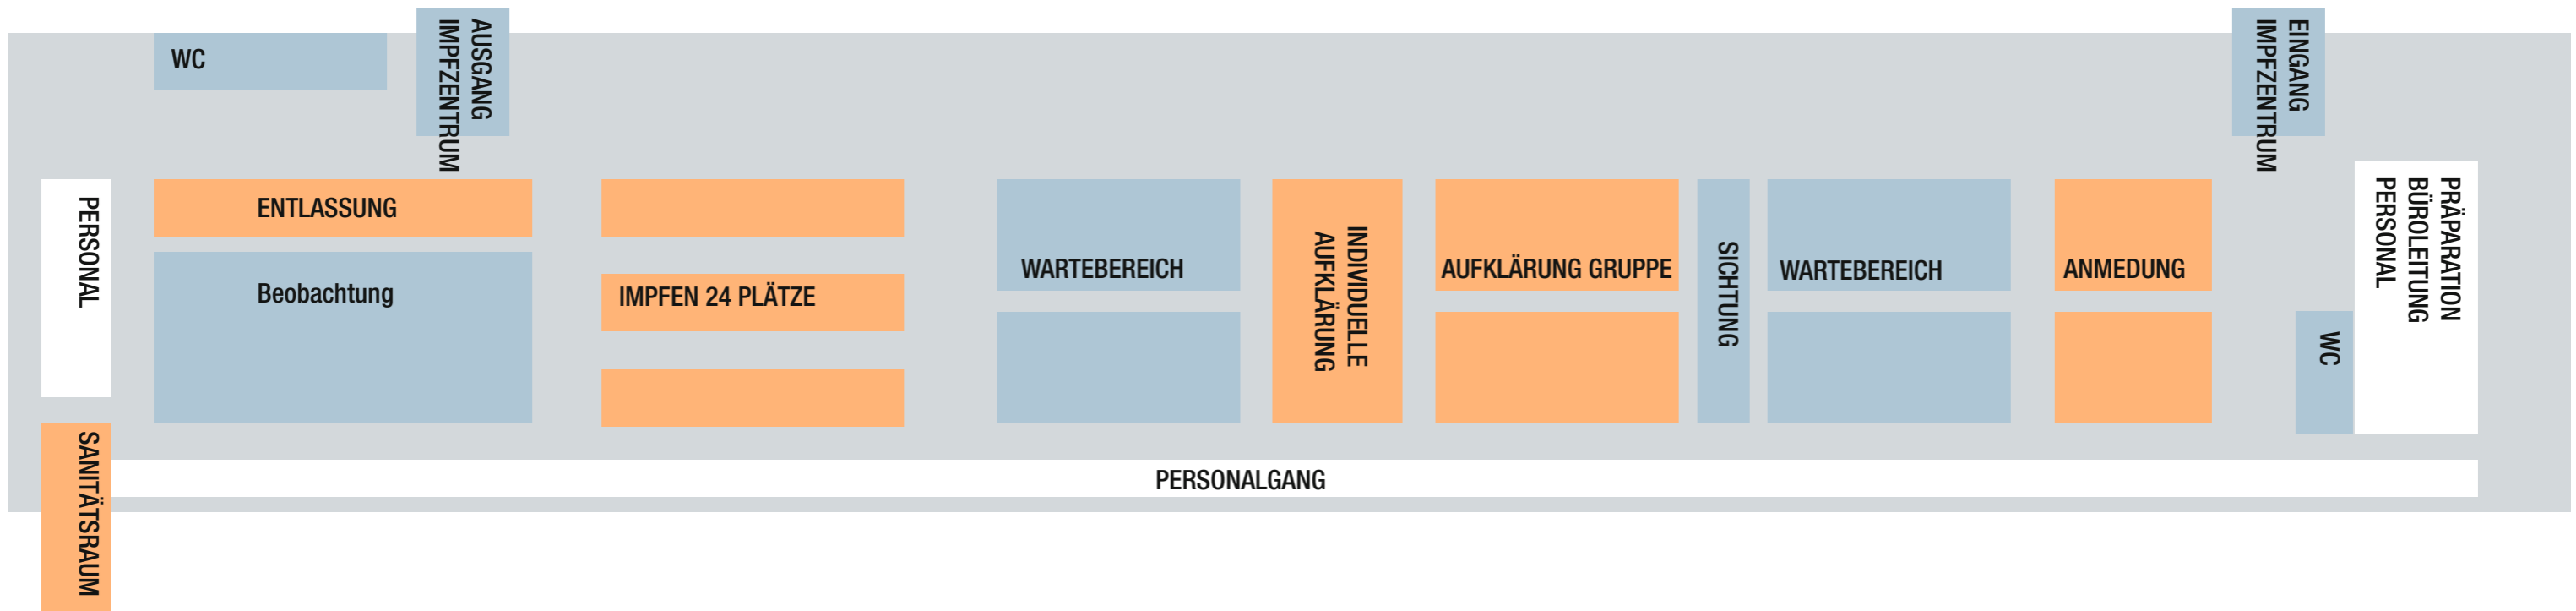 WC
AUSGANG
IMPFZENTRUM
EINGANG
IMPFZENTRUM
PERSONAL
ENTLASSUNG
Beobachtung
IMPFEN 24 PLÄTZE
WARTEBEREICH
INDIVIDUELLE
AUFKLÄRUNG
AUFKLÄRUNG GRUPPE
SICHTUNG
WARTEBEREICH
ANMEDUNG
PRÄPARATION
BÜROLEITUNG
PERSONAL
WC
SANITÄTSRAUM
PERSONALGANG